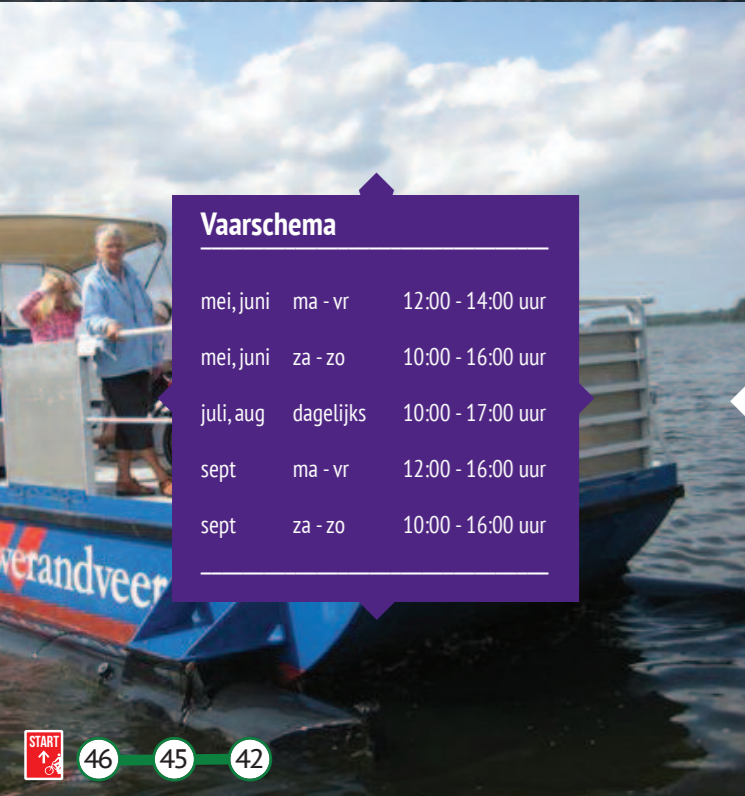 Vaarschema
mei, juni ma - vr 12:00 - 14:00 uur
mei, juni za - zo 10:00 - 16:00 uur
juli, aug dagelijks 10:00 - 17:00 uur
sept ma - vr 12:00 - 16:00 uur
sept za - zo 10:00 - 16:00 uur
werandveer
START
46 45 42